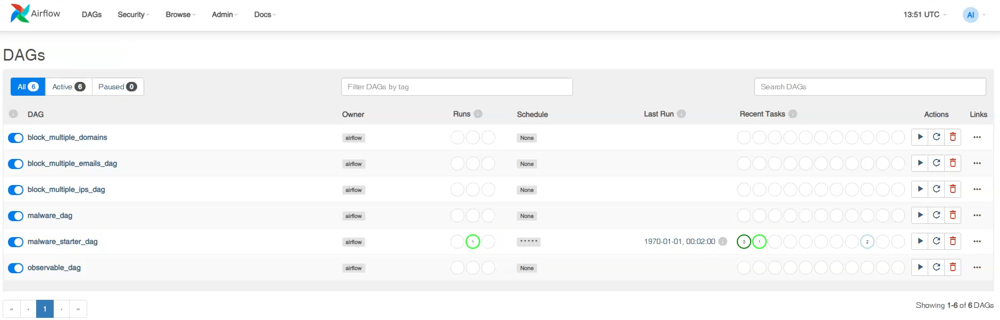 Airflow DAGs Security Browse Admin Docs 13:51 UTC AI
DAGs
All 6 Active 6 Paused 0 Filter DAGs by tag Search DAGs
i DAG Owner Runs i Schedule Last Run i Recent Tasks i Actions Links
block_multiple_domains airflow None
block_multiple_emails_dag airflow None
block_multiple_ips_dag airflow None
malware_dag airflow None
malware_starter_dag airflow 1 * * * * * 1970-01-01, 00:02:00 i 3 1 2
observable_dag airflow None
« ‹ 1 › » Showing 1-6 of 6 DAGs